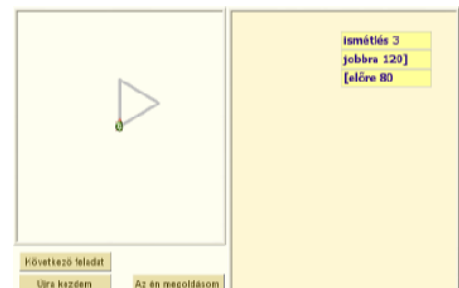 ismétlés 3
jobbra 120]
[előre 80
Következő feladat
Újra kezdem
Az én megoldásom